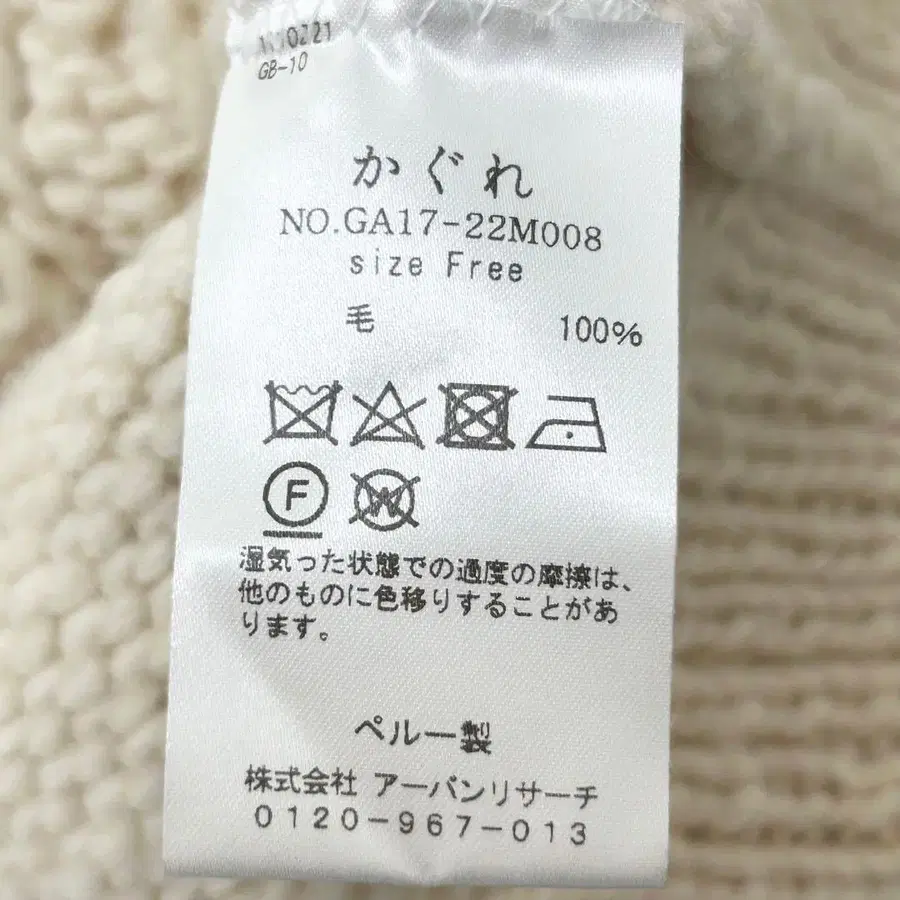 GB-10
かぐれ
NO.GA17-22M008
size Free
毛 100%
F
W
湿気った状態での過度の摩擦は、
他のものに色移りすることがあ
ります。
ペルー製
株式会社 アーバンリサーチ
0120-967-013